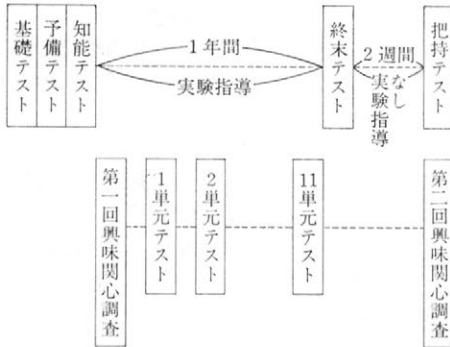 基礎テスト
予備テスト
知能テスト
1年間
実験指導
終末テスト
2週間
実験指導
なし
把持テスト
第一回興味関心調査
1単元テスト
2単元テスト
11単元テスト
第二回興味関心調査